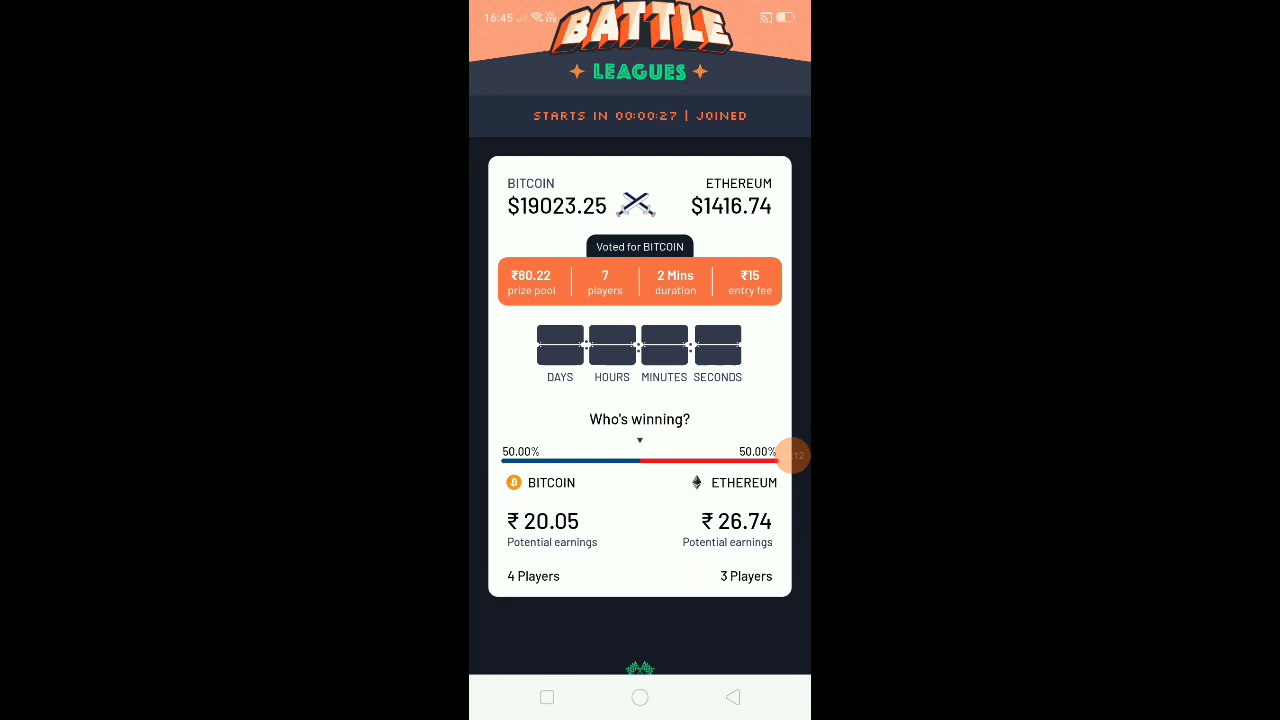 16:45 Vo LTE
BATTLE
LEAGUES
STARTS IN 00:00:27 | JOINED
BITCOIN ETHEREUM
$19023.25 $1416.74
Voted for BITCOIN
₹80.22 7 2 Mins ₹15
prize pool players duration entry fee
DAYS HOURS MINUTES SECONDS
Who's winning?
50.00% 50.00%
BITCOIN ETHEREUM
₹ 20.05 ₹ 26.74
Potential earnings Potential earnings
4 Players 3 Players